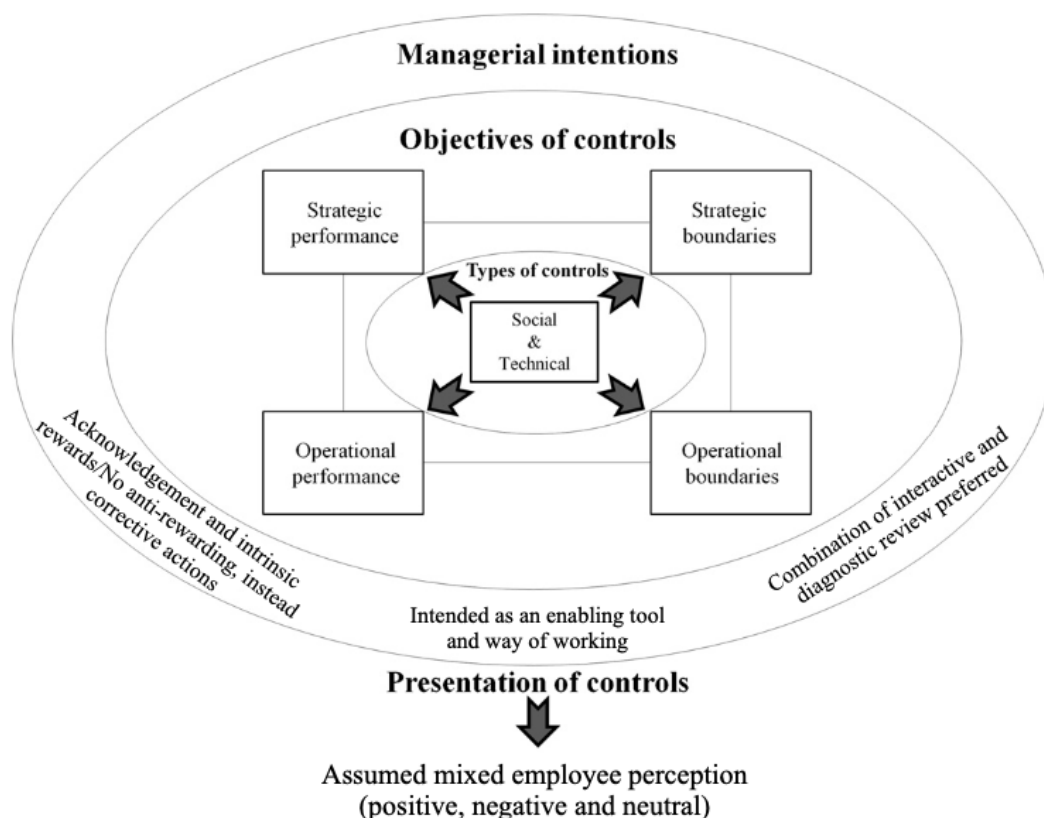 Managerial intentions
Objectives of controls
Strategic
performance
Strategic
boundaries
Types of controls
Social
&
Technical
Operational
performance
Operational
boundaries
Acknowledgement and intrinsic
rewards/No anti-rewarding, instead
corrective actions
Combination of interactive and
diagnostic review preferred
Intended as an enabling tool
and way of working
Presentation of controls
Assumed mixed employee perception
(positive, negative and neutral)